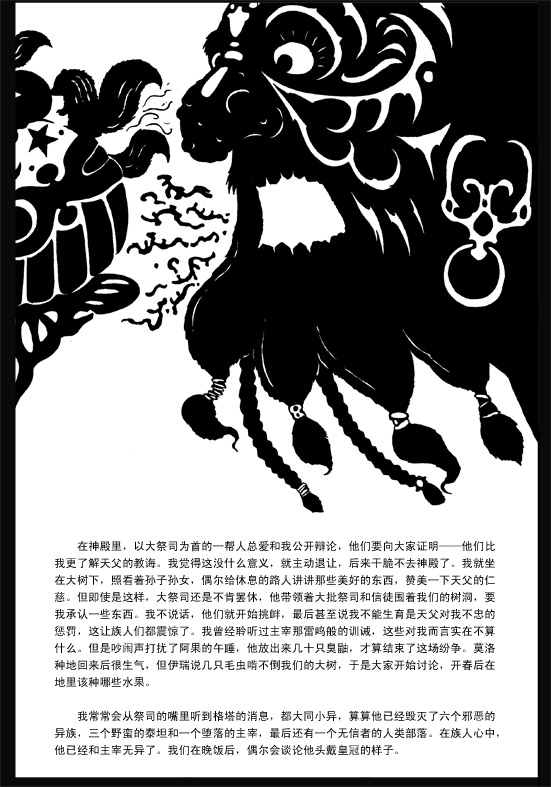 在神殿里，以大祭司为首的一帮人总爱和我公开辩论，他们要向大家证明——他们比
我更了解天父的教诲。我觉得这没什么意义，就主动退让，后来干脆不去神殿了。我就坐
在大树下，照看着孙子孙女，偶尔给休息的路人讲讲那些美好的东西，赞美一下天父的仁
慈。但即使是这样，大祭司还是不肯罢休，他带领着大批祭司和信徒围着我们的树洞，要
我承认一些东西。我不说话，他们就开始挑衅，最后甚至说我不能生育是天父对我不忠的
惩罚，这让族人们都震惊了。我曾经聆听过主宰那雷鸣般的训诫，这些对我而言实在不算
什么。但是吵闹声打扰了阿果的午睡，他放出来几十只臭鼬，才算结束了这场纷争。莫洛
种地回来后很生气，但伊瑞说几只毛虫啃不倒我们的大树，于是大家开始讨论，开春后在
地里该种哪些水果。
我常常会从祭司的嘴里听到格塔的消息，都大同小异，算算他已经毁灭了六个邪恶的
异族，三个野蛮的泰坦和一个堕落的主宰，最后还有一个无信者的人类部落。在族人心中，
他已经和主宰无异了。我们在晚饭后，偶尔会谈论他头戴皇冠的样子。